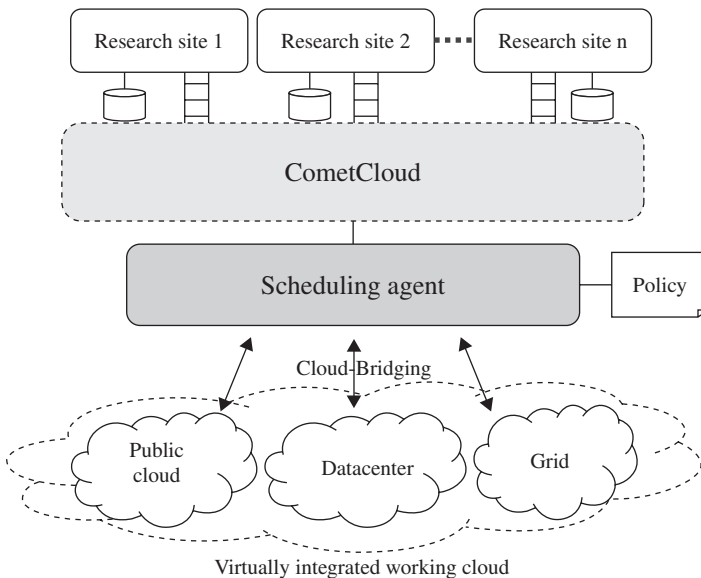 Research site 1
Research site 2
Research site n
CometCloud
Scheduling agent
Policy
Cloud-Bridging
Public
cloud
Datacenter
Grid
Virtually integrated working cloud